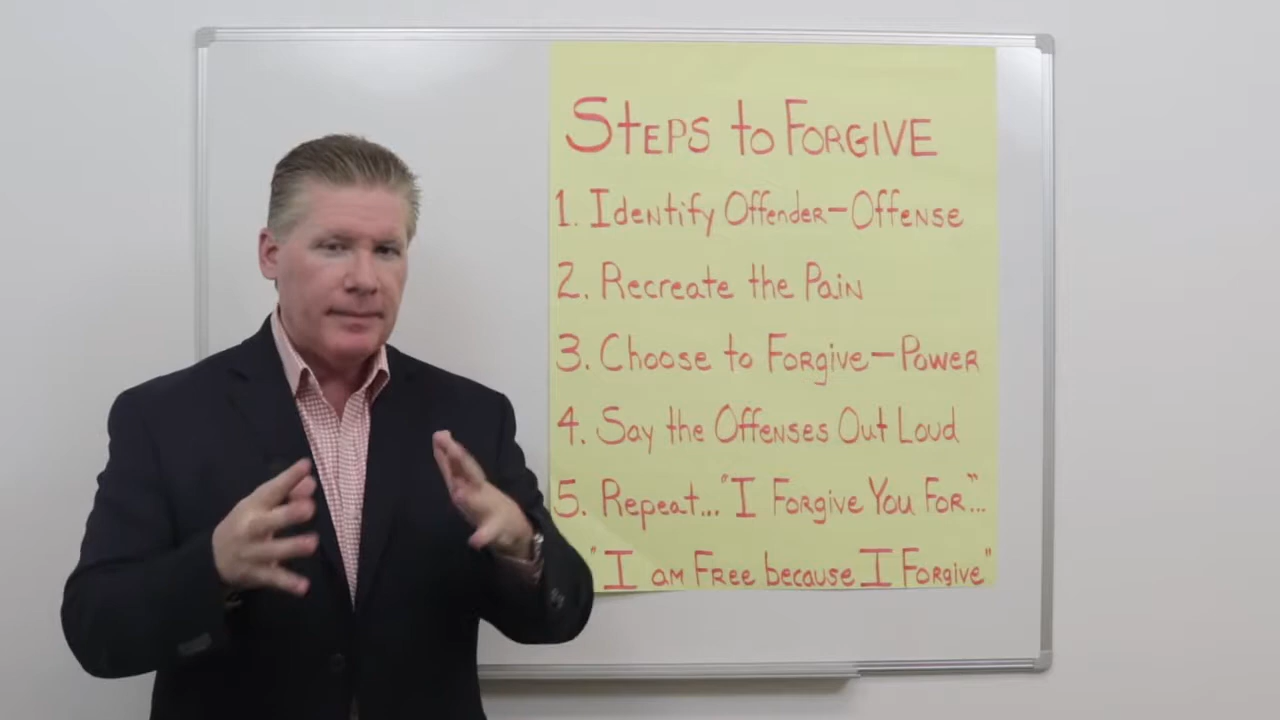 Steps to Forgive
1. Identify Offender-Offense
2. Recreate the Pain
3. Choose to Forgive-Power
4. Say the Offenses Out Loud
5. Repeat..."I Forgive You For"...
"I am Free because I Forgive"